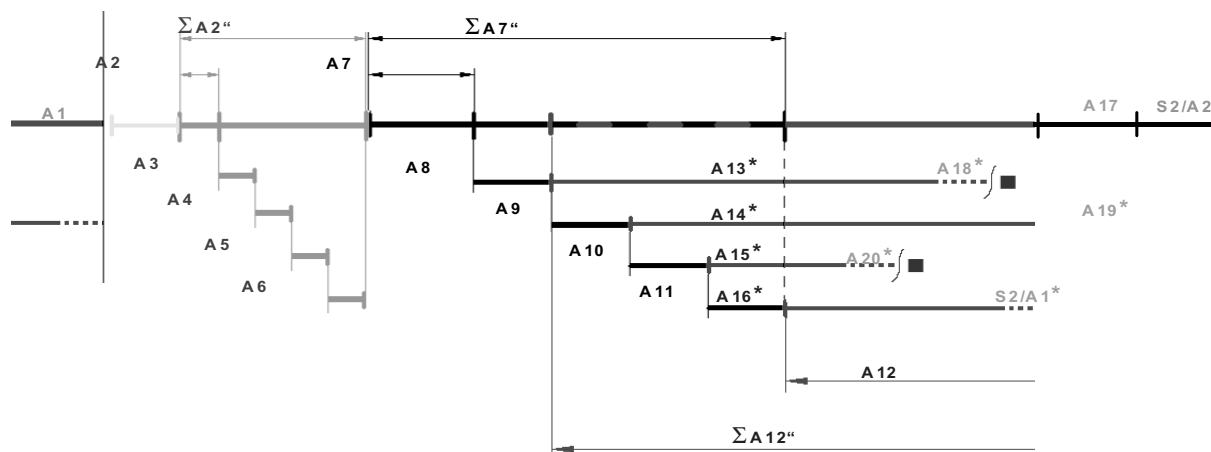 ΣA2“
ΣA7“
A2
A7
A1
A17
S2/A2
A3
A8
A13*
A18*
A4
A9
A14*
A19*
A5
A10
A15*
A20*
A6
A11
A16*
S2/A1*
A12
ΣA12“